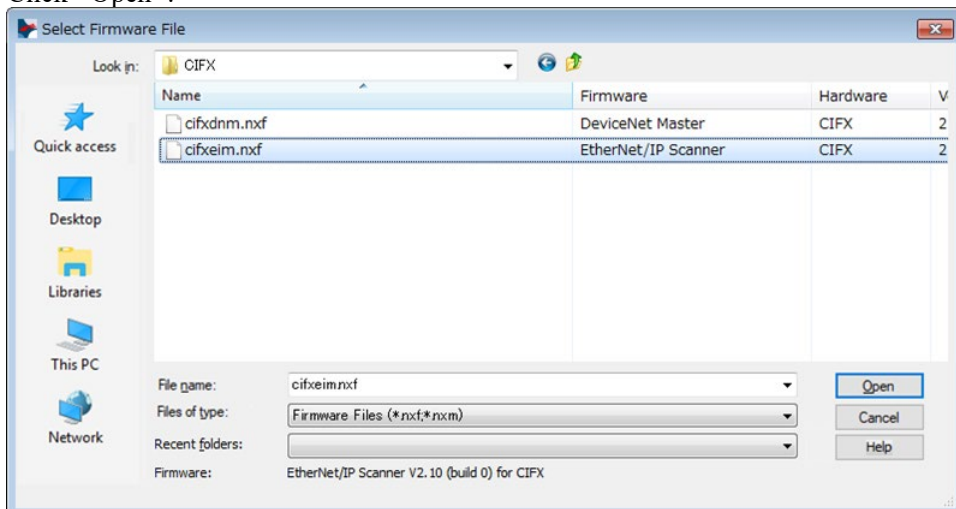 Click "Open".
Select Firmware File
Look in: CIFX
Name Firmware Hardware V
cifxdnm.nxf DeviceNet Master CIFX 2
cifxeim.nxf EtherNet/IP Scanner CIFX 2
Quick access
Desktop
Libraries
This PC
Network
File name: cifxeim.nxf Open
Files of type: Firmware Files (*.nxf;*.nxm) Cancel
Recent folders: Help
Firmware: EtherNet/IP Scanner V2.10 (build 0) for CIFX